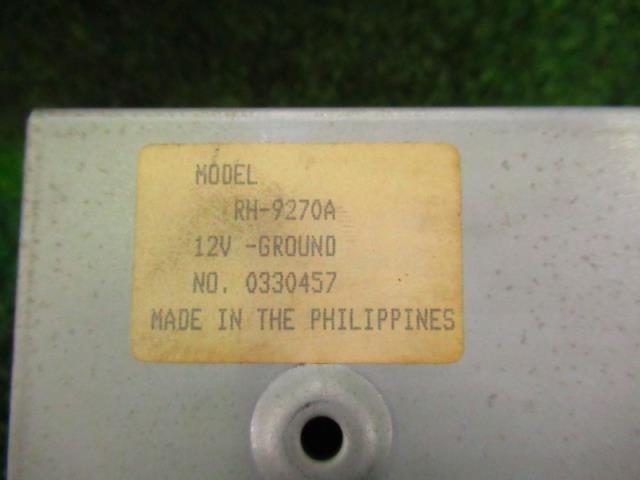 MODEL
RH-9270A
12V -GROUND
NO. 0330457
MADE IN THE PHILIPPINES